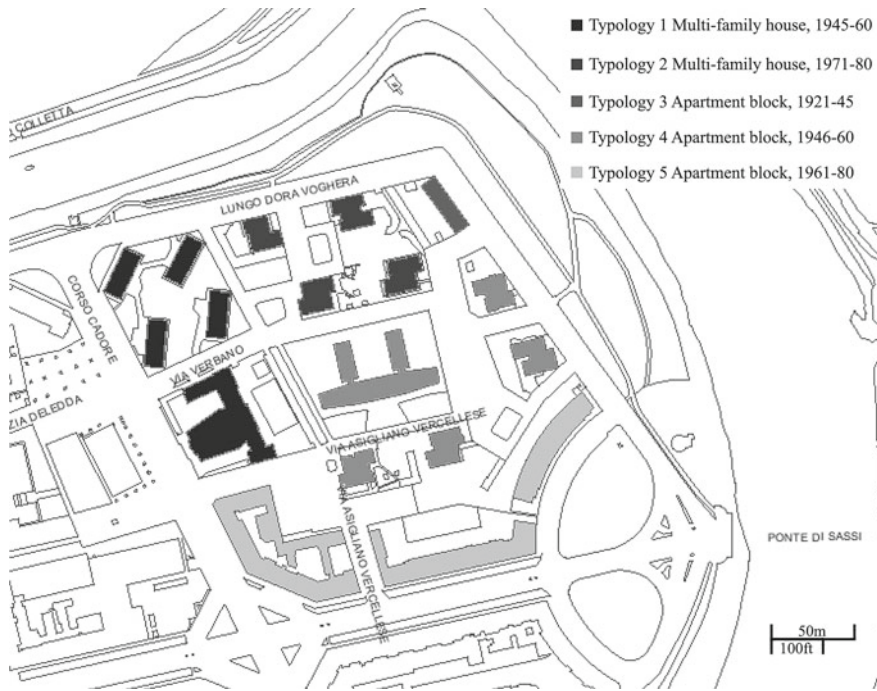 Typology 1 Multi-family house, 1945-60
Typology 2 Multi-family house, 1971-80
Typology 3 Apartment block, 1921-45
Typology 4 Apartment block, 1946-60
Typology 5 Apartment block, 1961-80
COLLETTA
LUNGO DORA VOGHERA
CORSO CADORE
VIA VERBANO
ZIA DELEDDA
VIA ASIGLIANO VERCELLESE
VIA ASIGLIANO VERCELLESE
PONTE DI SASSI
50m
100ft